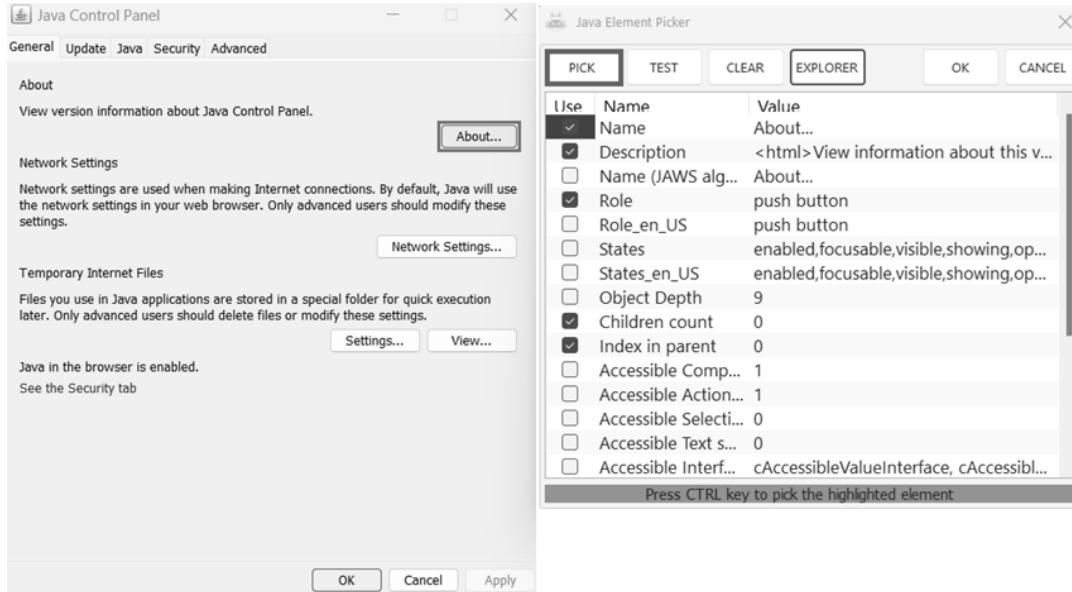 Java Control Panel
General Update Java Security Advanced
About
View version information about Java Control Panel.
About...
Network Settings
Network settings are used when making Internet connections. By default, Java will use
the network settings in your web browser. Only advanced users should modify these
settings.
Network Settings...
Temporary Internet Files
Files you use in Java applications are stored in a special folder for quick execution
later. Only advanced users should delete files or modify these settings.
Settings... View...
Java in the browser is enabled.
See the Security tab
OK Cancel Apply
Java Element Picker
PICK TEST CLEAR EXPLORER OK CANCEL
Use Name Value
Name About...
Description <html>View information about this v...
Name (JAWS alg... About...
Role push button
Role_en_US push button
States enabled,focusable,visible,showing,op...
States_en_US enabled,focusable,visible,showing,op...
Object Depth 9
Children count 0
Index in parent 0
Accessible Comp... 1
Accessible Action... 1
Accessible Selecti... 0
Accessible Text s... 0
Accessible Interf... cAccessibleValueInterface, cAccessibl...
Press CTRL key to pick the highlighted element